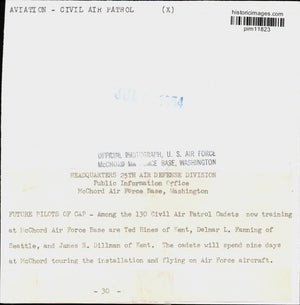 historicimages.com
pim11823
AVIATION - CIVIL AIR PATROL (X)
OFFICIAL PHOTOGRAPH, U. S. AIR FORCE
McCHORD AIR FORCE BASE, WASHINGTON
HEADQUARTERS 25TH AIR DEFENSE DIVISION
Public Information Office
McChord Air Force Base, Washington
FUTURE PILOTS OF CAP - Among the 130 Civil Air Patrol Cadets now training
at McChord Air Force Base are Ted Hines of Kent, Delmar L. Fanning of
Seattle, and James R. Dillman of Kent. The cadets will spend nine days
at McChord touring the installation and flying on Air Force aircraft.
- 30 -